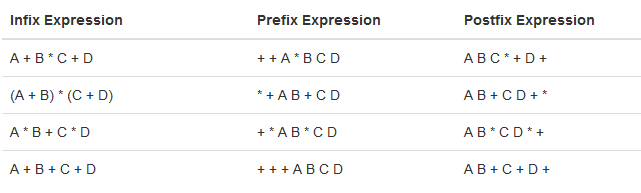 Infix Expression Prefix Expression Postfix Expression
A + B * C + D + + A * B C D A B C * + D +
(A + B) * (C + D) * + A B + C D A B + C D + *
A * B + C * D + * A B * C D A B * C D * +
A + B + C + D + + + A B C D A B + C + D +